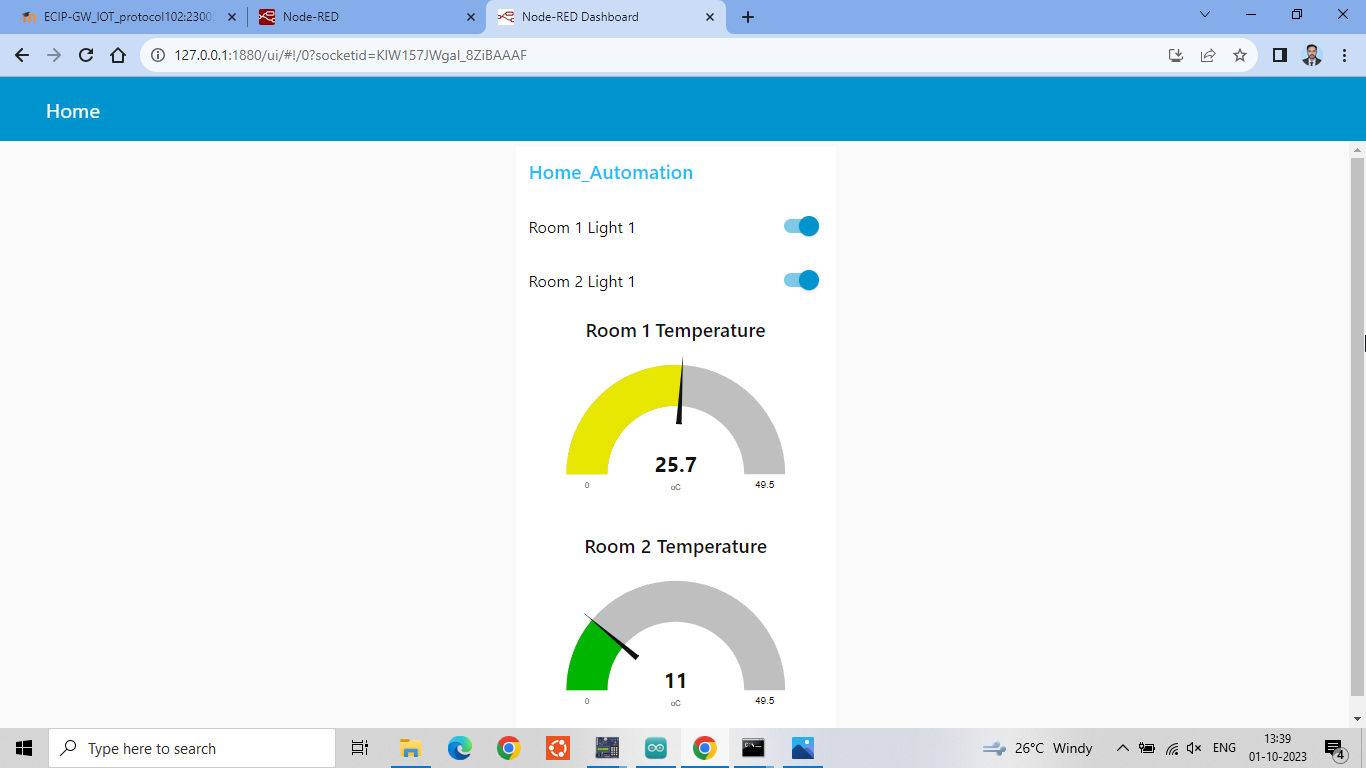 ECIP-GW_IOT_protocol102:2300
Node-RED
Node-RED Dashboard
127.0.0.1:1880/ui/#!/0?socketid=KIW157JWgal_8ZiBAAAF
Home
Home_Automation
Room 1 Light 1
Room 2 Light 1
Room 1 Temperature
25.7
0
oC
49.5
Room 2 Temperature
11
0
oC
49.5
Type here to search
26°C Windy
ENG
13:39
01-10-2023
4